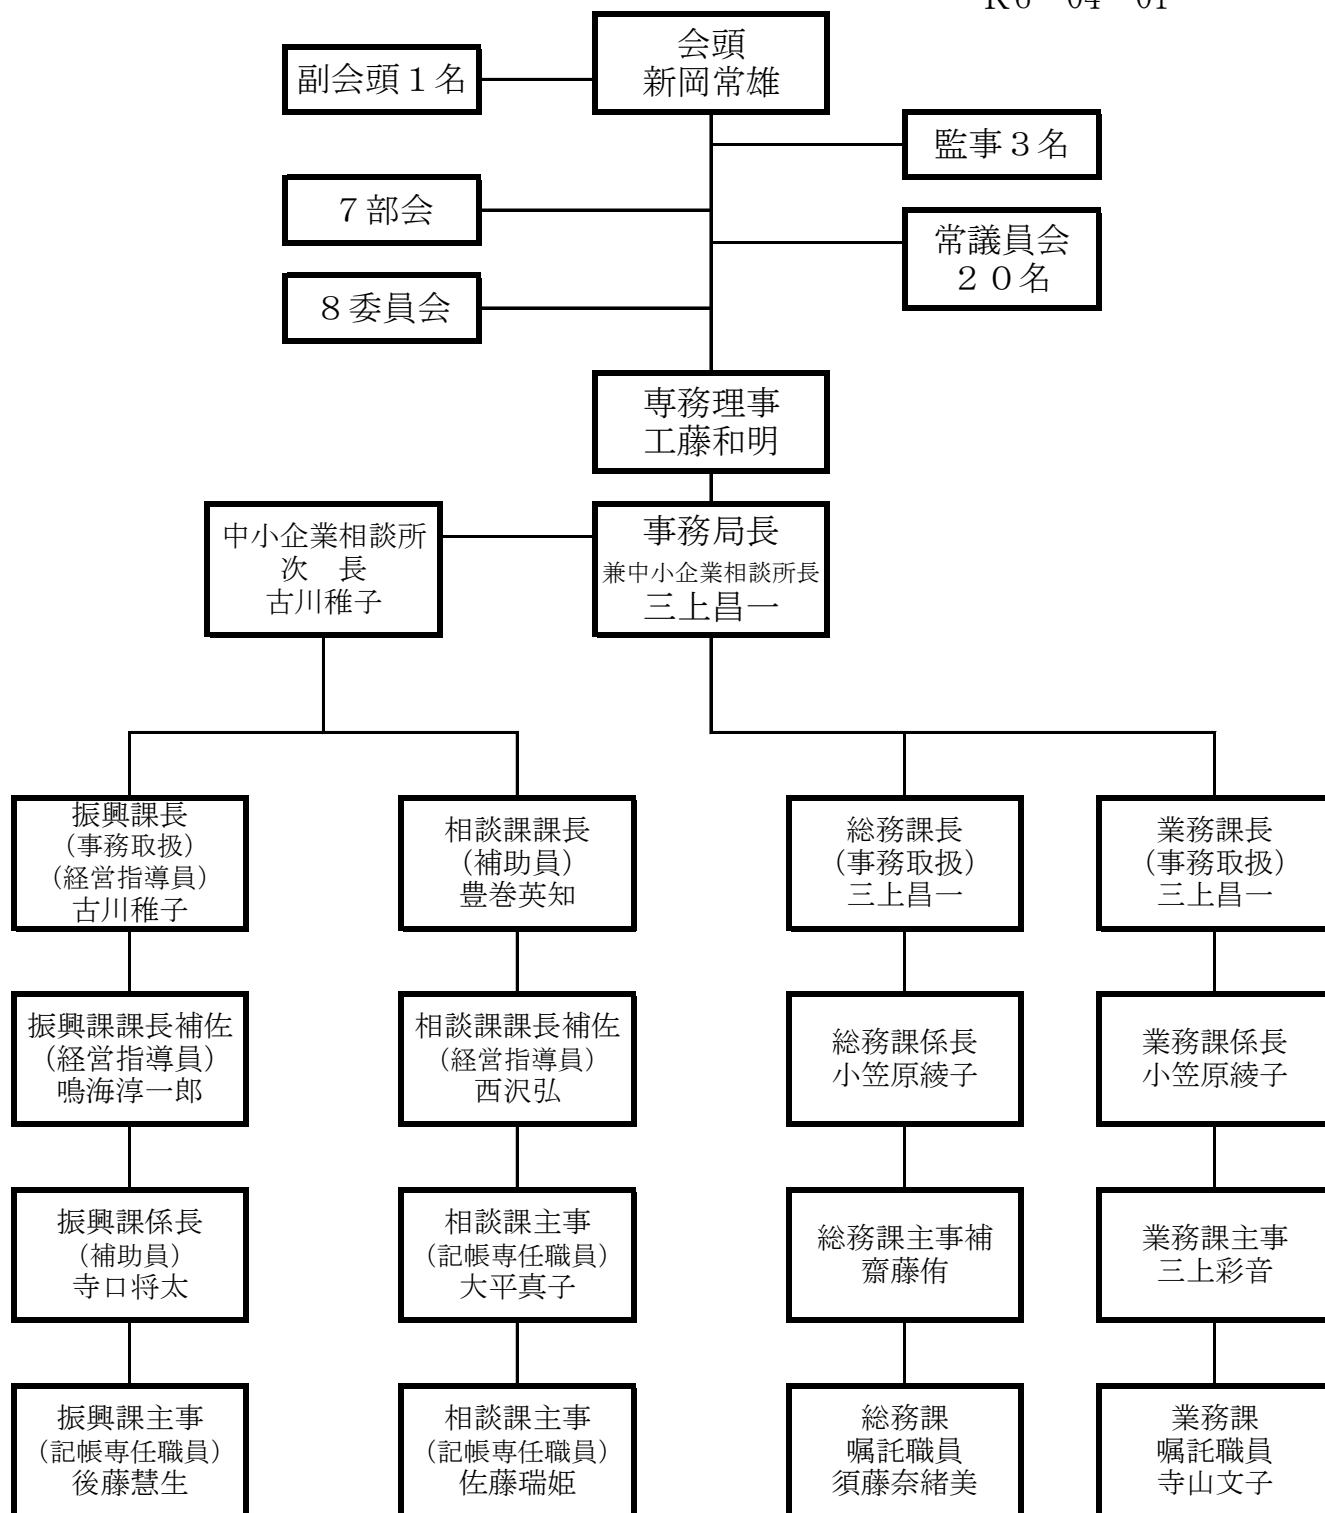 R6 04 01
会頭
新岡常雄
副会頭１名
監事３名
７部会
常議員会
２０名
８委員会
専務理事
工藤和明
中小企業相談所
次　長
古川稚子
事務局長
兼中小企業相談所長
三上昌一
振興課長
（事務取扱）
（経営指導員）
古川稚子
相談課課長
（補助員）
豊巻英知
総務課長
（事務取扱）
三上昌一
業務課長
（事務取扱）
三上昌一
振興課課長補佐
（経営指導員）
鳴海淳一郎
相談課課長補佐
（経営指導員）
西沢弘
総務課係長
小笠原綾子
業務課係長
小笠原綾子
振興課係長
（補助員）
寺口将太
相談課主事
（記帳専任職員）
大平真子
総務課主事補
齋藤侑
業務課主事
三上彩音
振興課主事
（記帳専任職員）
後藤慧生
相談課主事
（記帳専任職員）
佐藤瑞姫
総務課
嘱託職員
須藤奈緒美
業務課
嘱託職員
寺山文子